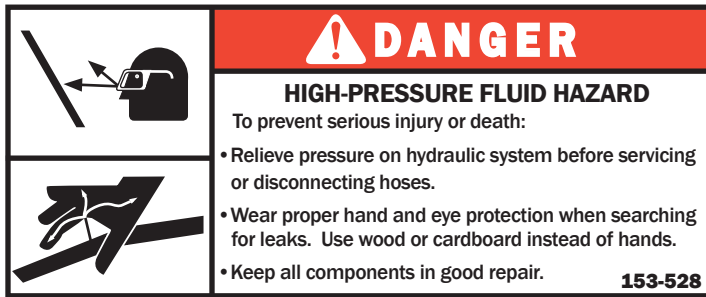 DANGER
HIGH-PRESSURE FLUID HAZARD
To prevent serious injury or death:
• Relieve pressure on hydraulic system before servicing
or disconnecting hoses.
• Wear proper hand and eye protection when searching
for leaks.  Use wood or cardboard instead of hands.
• Keep all components in good repair.
153-528